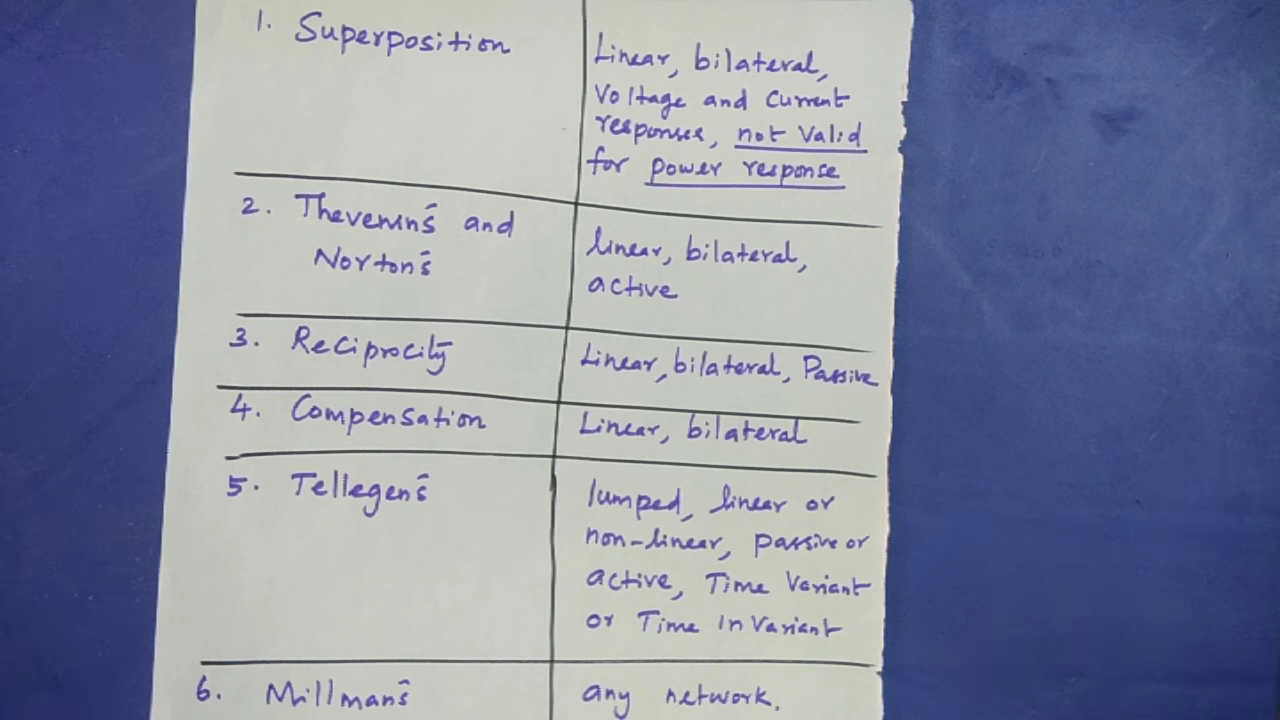 1. Superposition
Linear, bilateral,
Voltage and Current
responses, not Valid
for power response
2. Thevenin's and
Norton's
linear, bilateral,
active
3. Reciprocity
Linear, bilateral, Passive
4. Compensation
Linear, bilateral
5. Tellegen's
lumped, linear or
non-linear, passive or
active, Time Variant
or Time InVariant
6. Millman's
any network.